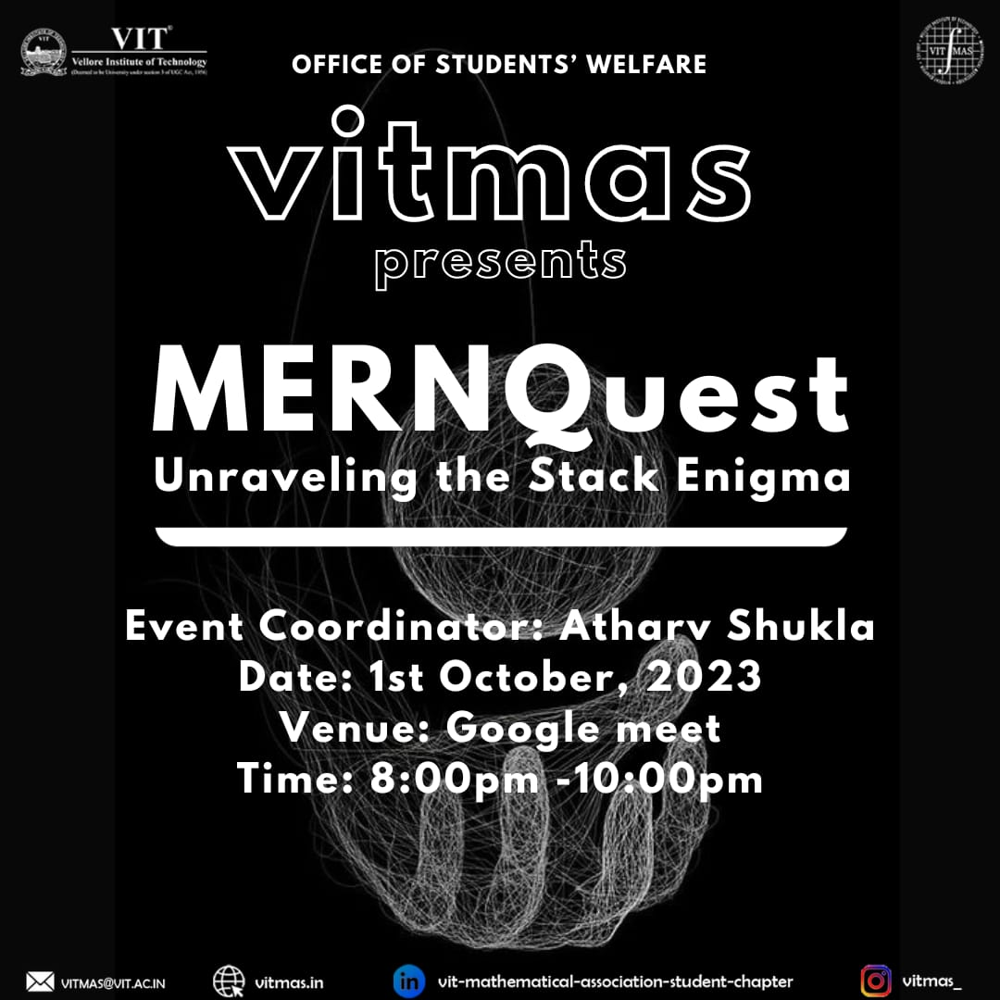 VIT®
Vellore Institute of Technology
(Deemed to be University under section 3 of UGC Act, 1956)
OFFICE OF STUDENTS’ WELFARE
VIT MAS
vitmas
presents
MERNQuest
Unraveling the Stack Enigma
Event Coordinator: Atharv Shukla
Date: 1st October, 2023
Venue: Google meet
Time: 8:00pm -10:00pm
VITMAS@VIT.AC.IN
vitmas.in
in
vit-mathematical-association-student-chapter
vitmas_